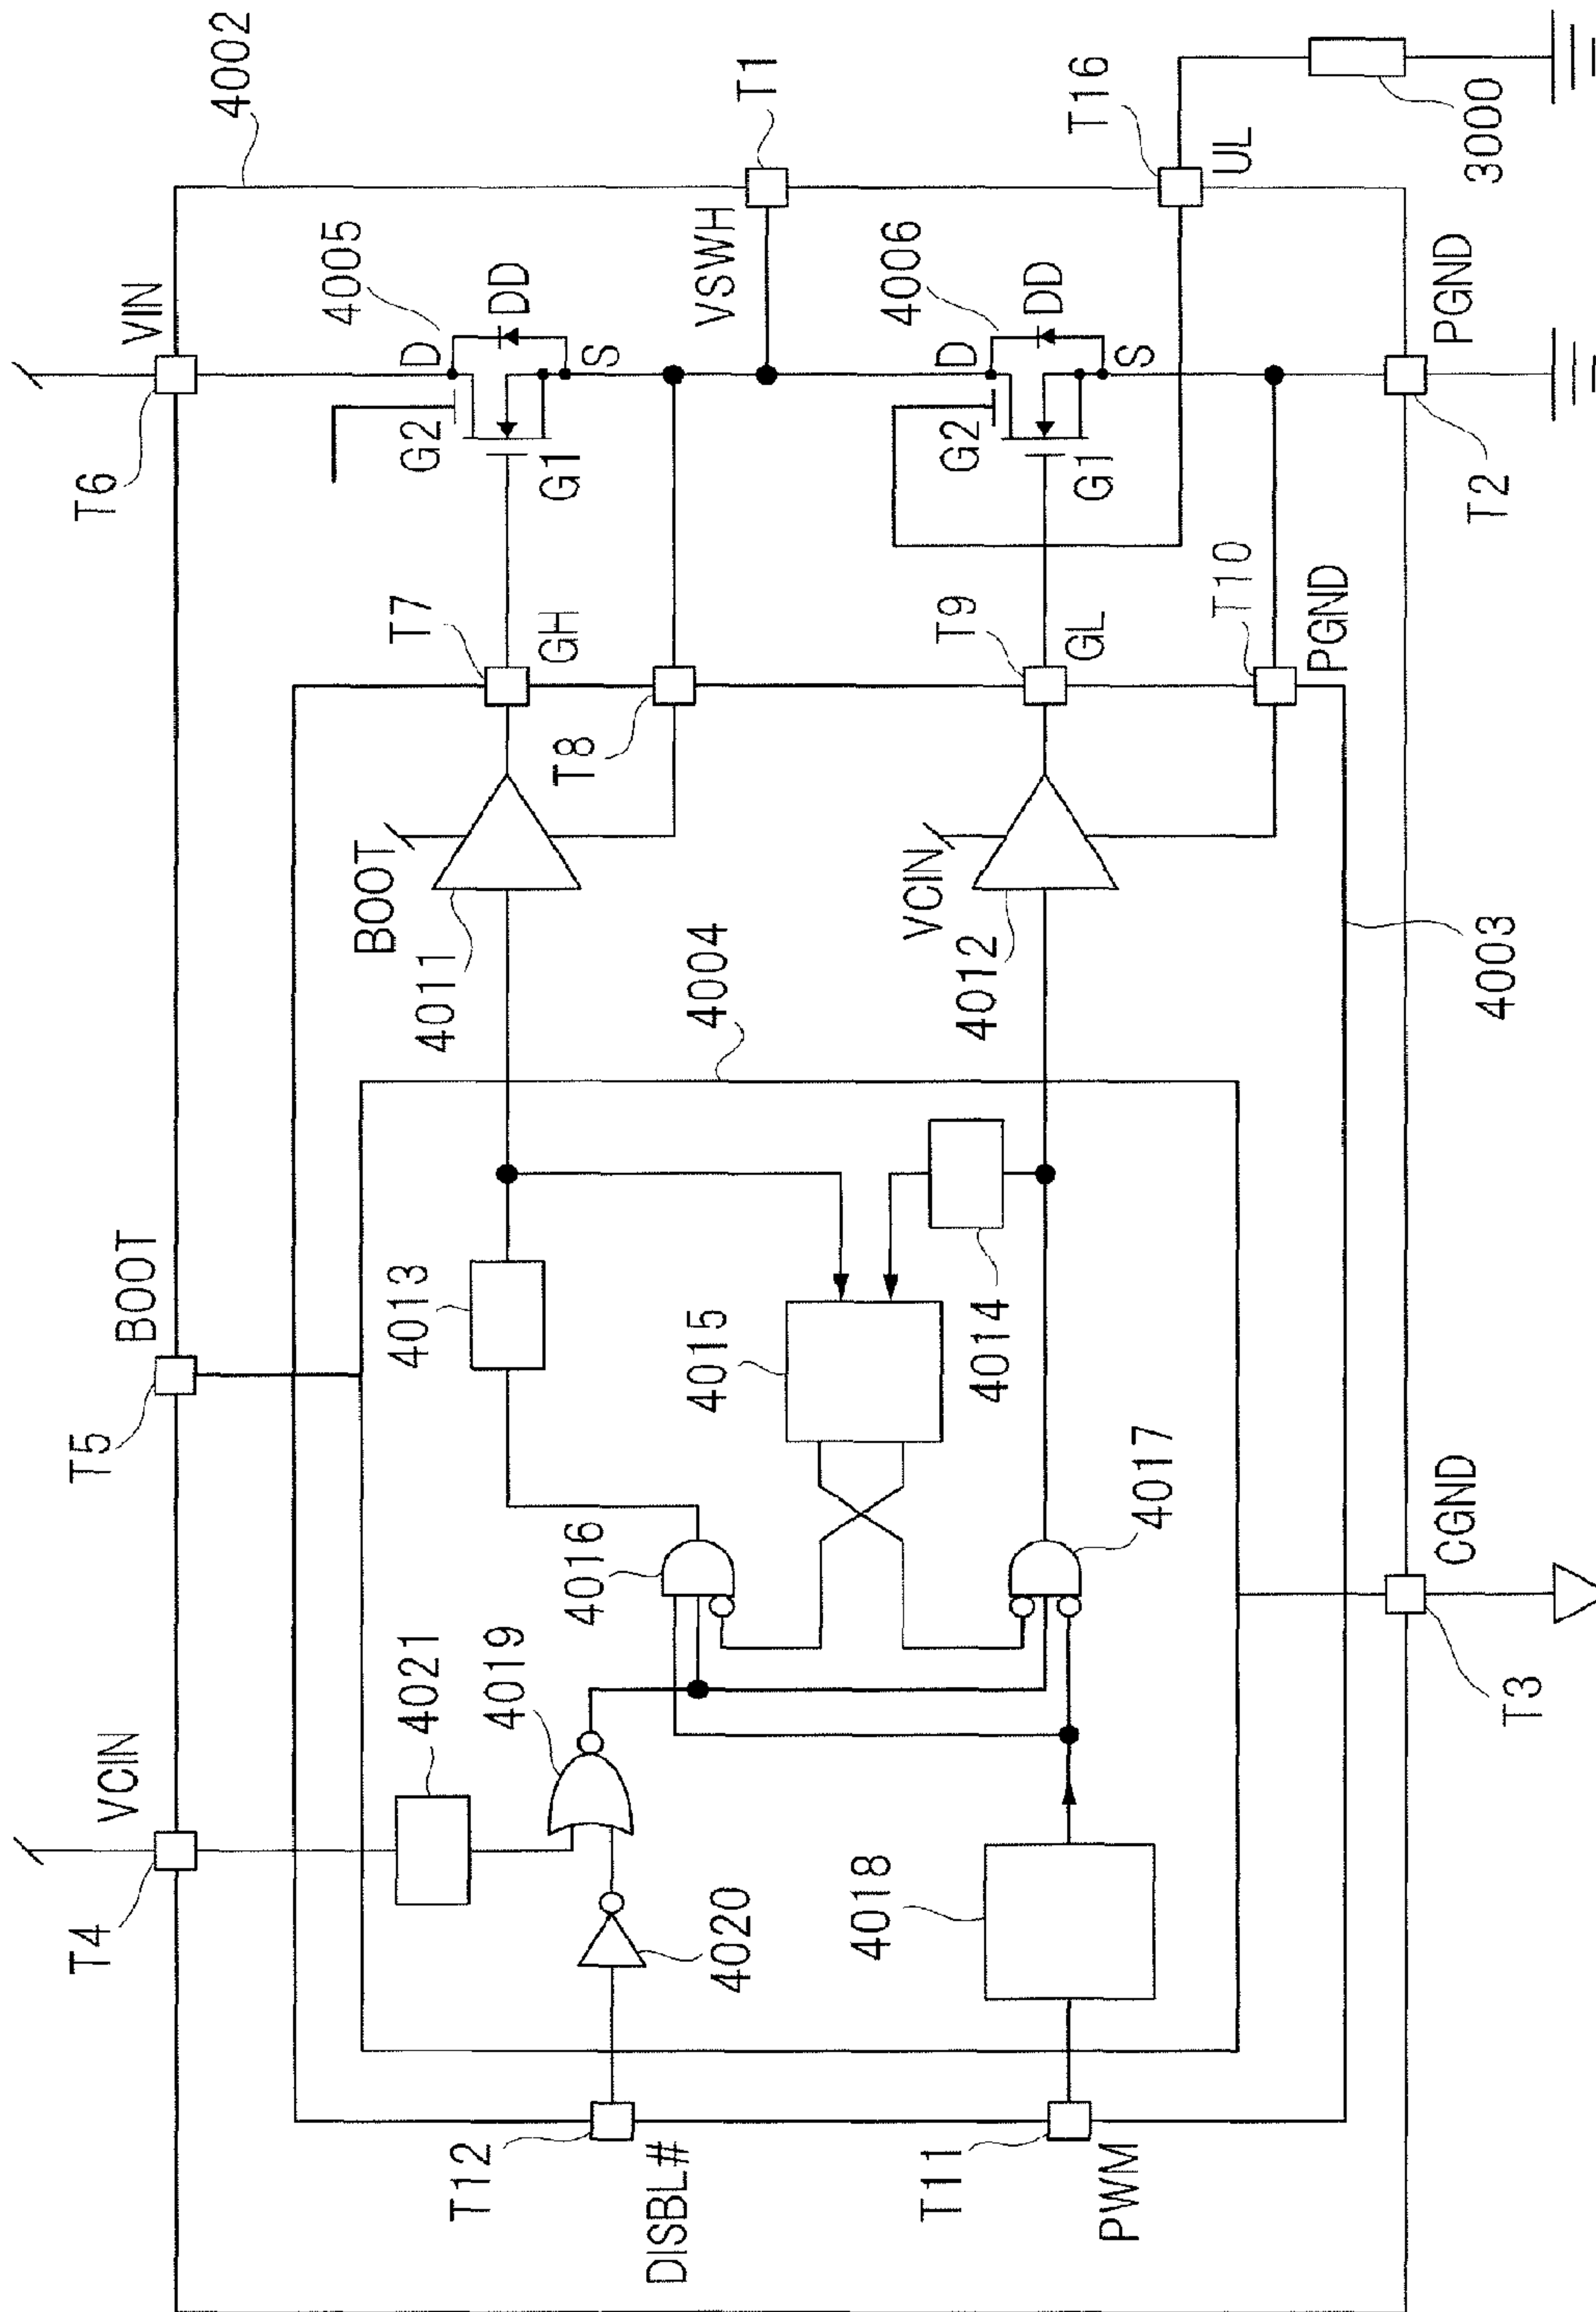 4002
T6
VIN
T5
BOOT
T4
VCIN
4005
D
DD
S
G2
G1
T7
GH
BOOT
4011
T8
VSWH
T1
4004
4013
4021
4019
4016
4015
4014
4020
T12
DISBL#
4006
D
DD
S
G2
G1
T9
GL
VCIN
4012
4017
4018
T11
PWM
T16
UL
3000
T10
PGND
4003
PGND
T2
CGND
T3